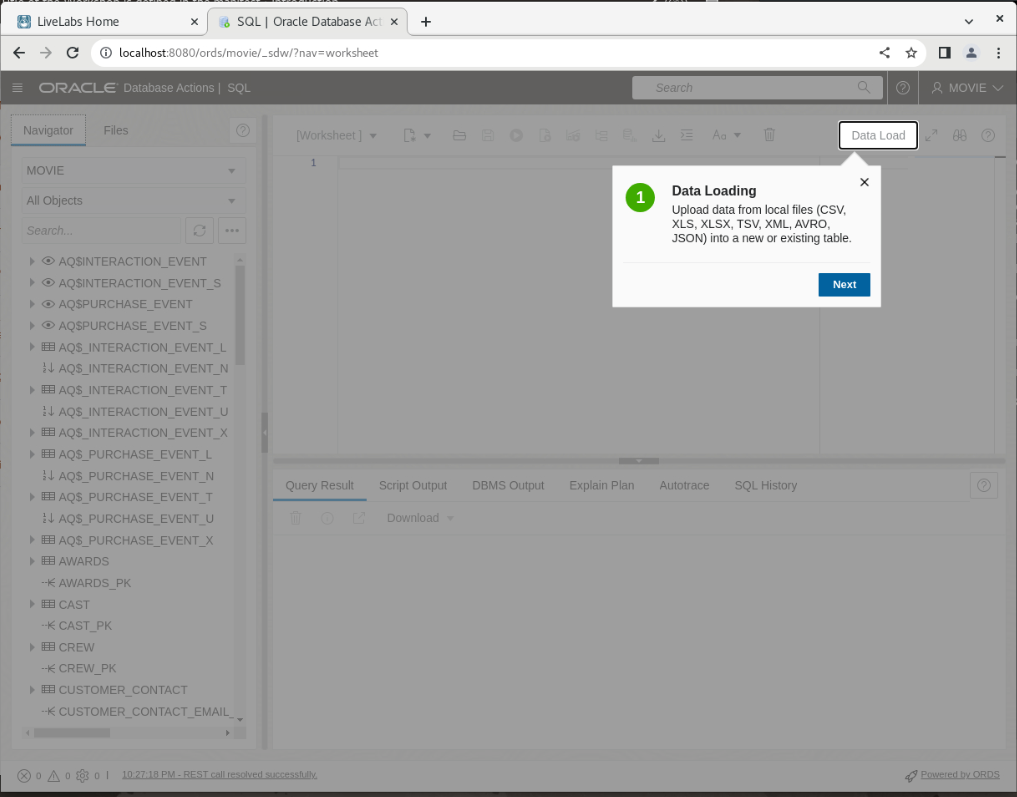 LiveLabs Home
SQL | Oracle Database Act
localhost:8080/ords/movie/_sdw/?nav=worksheet
ORACLE Database Actions | SQL
Search
MOVIE
Navigator
Files
[Worksheet ]
Aa
Data Load
MOVIE
All Objects
Search...
1
1
Data Loading
Upload data from local files (CSV,
XLS, XLSX, TSV, XML, AVRO,
JSON) into a new or existing table.
Next
AQ$INTERACTION_EVENT
AQ$INTERACTION_EVENT_S
AQ$PURCHASE_EVENT
AQ$PURCHASE_EVENT_S
AQ$_INTERACTION_EVENT_L
AQ$_INTERACTION_EVENT_N
AQ$_INTERACTION_EVENT_T
AQ$_INTERACTION_EVENT_U
AQ$_INTERACTION_EVENT_X
AQ$_PURCHASE_EVENT_L
AQ$_PURCHASE_EVENT_N
AQ$_PURCHASE_EVENT_T
AQ$_PURCHASE_EVENT_U
AQ$_PURCHASE_EVENT_X
AWARDS
AWARDS_PK
CAST
CAST_PK
CREW
CREW_PK
CUSTOMER_CONTACT
CUSTOMER_CONTACT_EMAIL_
Query Result
Script Output
DBMS Output
Explain Plan
Autotrace
SQL History
Download
0 0 0 | 10:27:18 PM - REST call resolved successfully.
Powered by ORDS